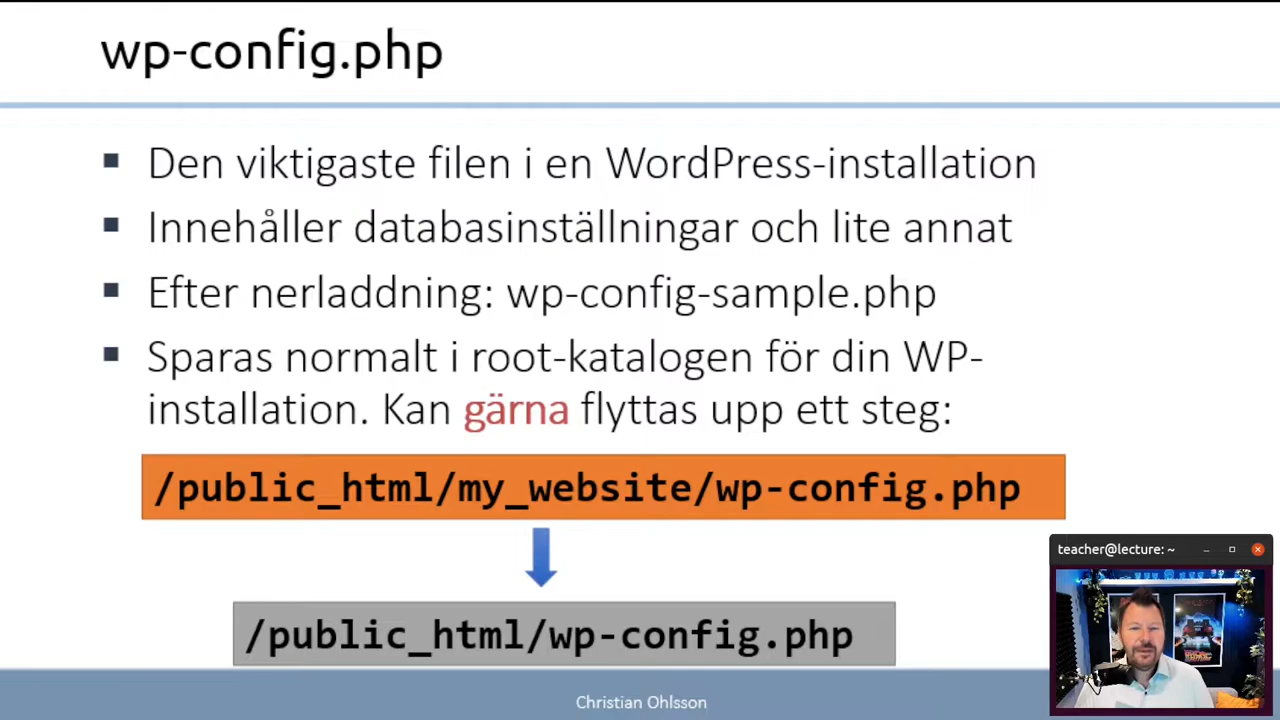 wp-config.php
Den viktigaste filen i en WordPress-installation
Innehåller databasinställningar och lite annat
Efter nerladdning: wp-config-sample.php
Sparas normalt i root-katalogen för din WP-
installation. Kan gärna flyttas upp ett steg:
/public_html/my_website/wp-config.php
/public_html/wp-config.php
teacher@lecture: ~
Christian Ohlsson